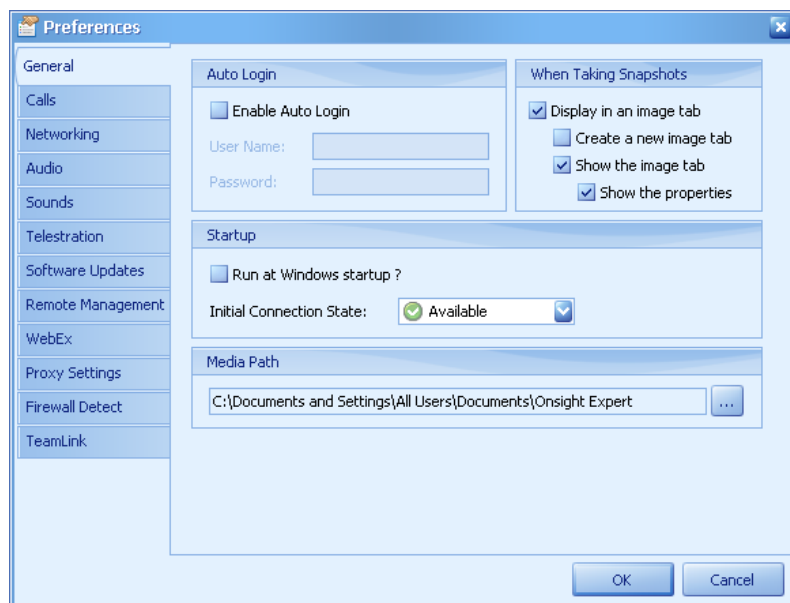 Preferences
General
Calls
Networking
Audio
Sounds
Telestration
Software Updates
Remote Management
WebEx
Proxy Settings
Firewall Detect
TeamLink
Auto Login
Enable Auto Login
User Name:
Password:
When Taking Snapshots
Display in an image tab
Create a new image tab
Show the image tab
Show the properties
Startup
Run at Windows startup ?
Initial Connection State: Available
Media Path
C:\Documents and Settings\All Users\Documents\Onsight Expert ...
OK Cancel